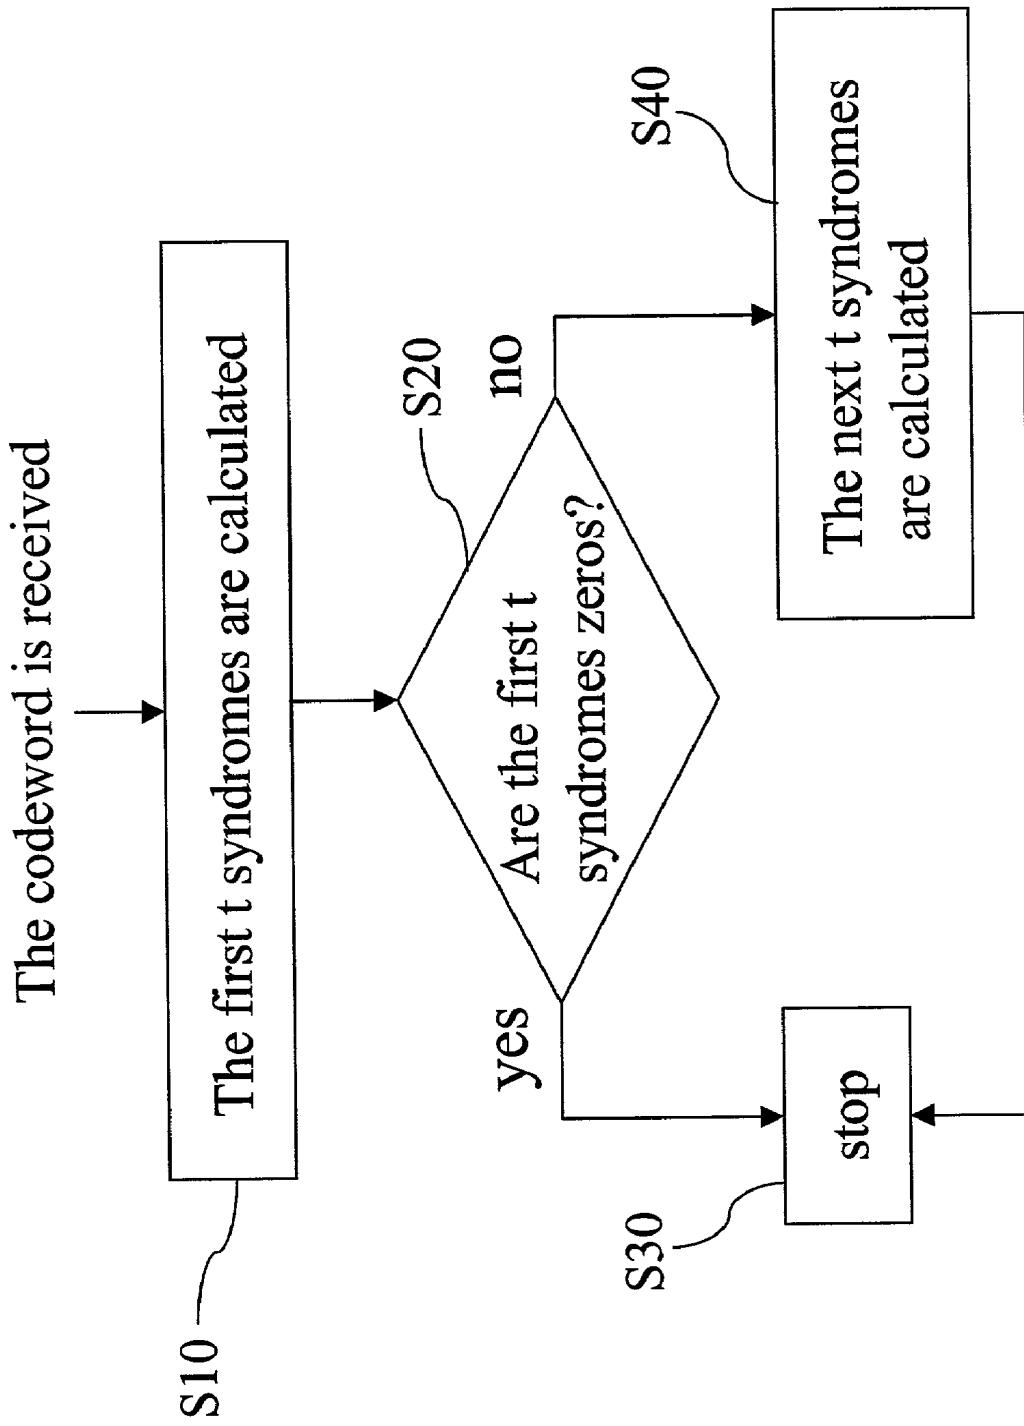 The codeword is received
S10
The first t syndromes are calculated
S20
Are the first t
syndromes zeros?
yes
no
S30
stop
S40
The next t syndromes
are calculated